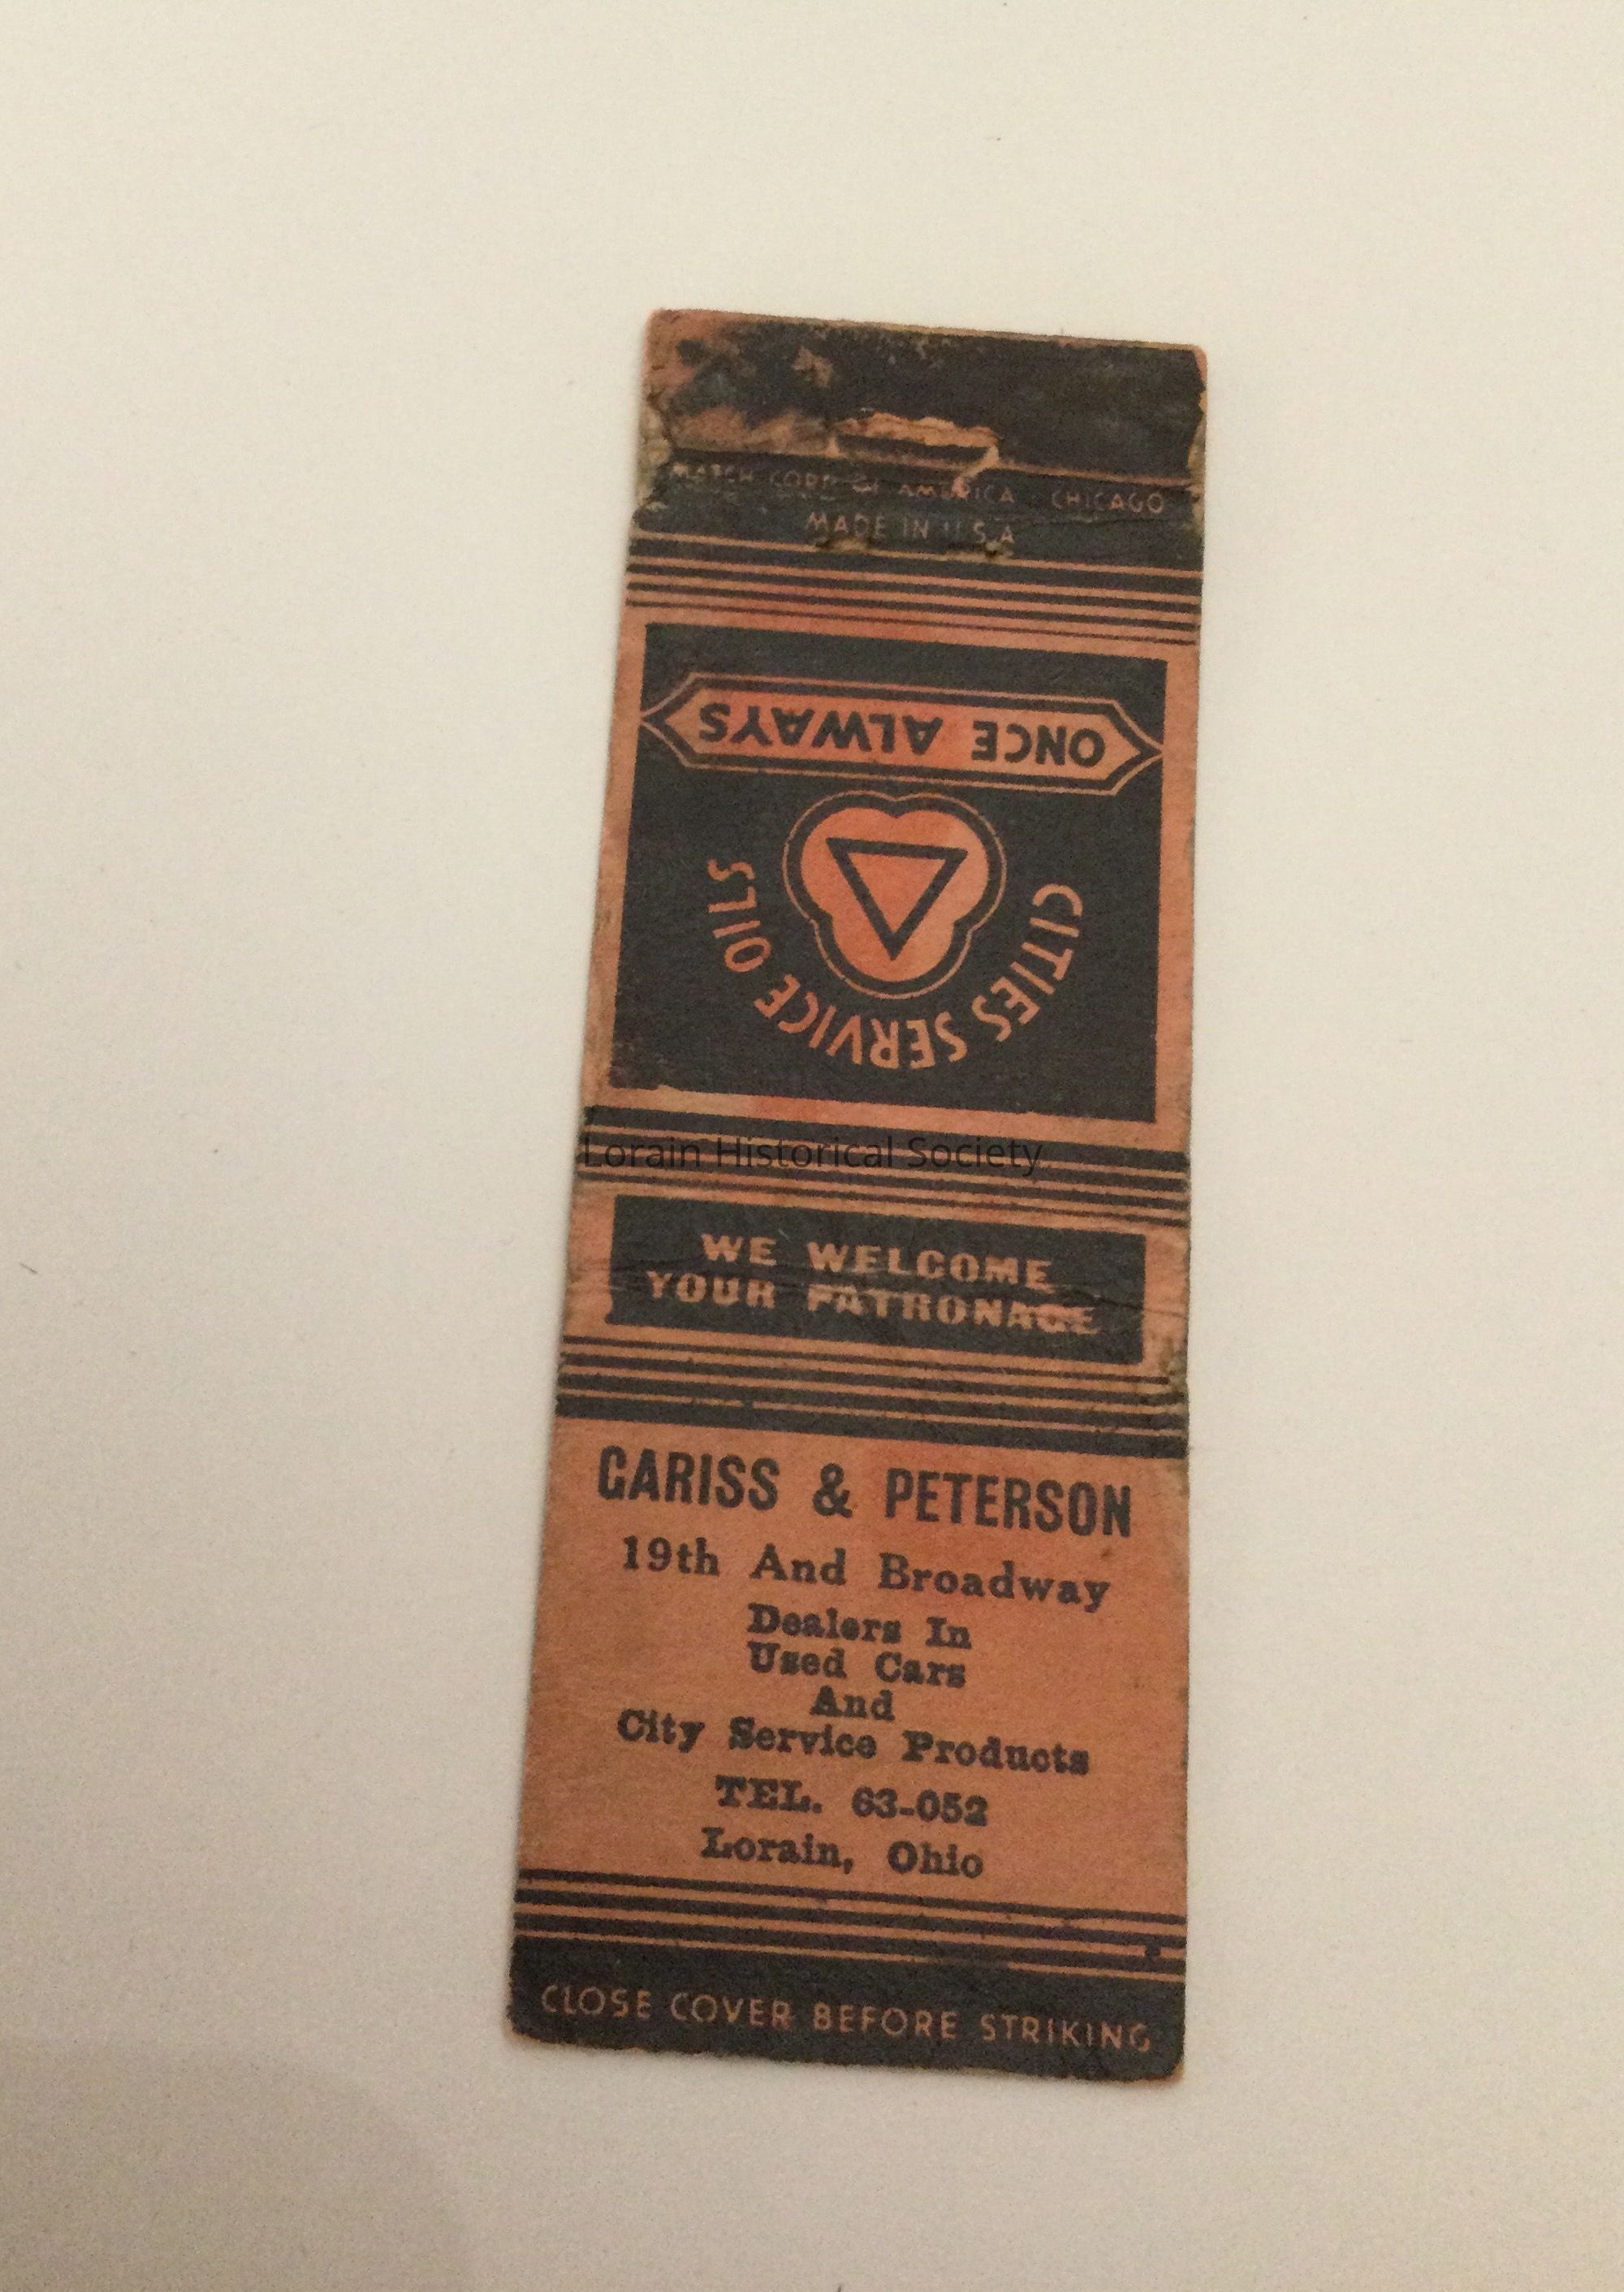 MATCH CORP OF AMERICA CHICAGO
MADE IN U.S.A
CITIES SERVICE OILS
ONCE ALWAYS
Lorain Historical Society
WE WELCOME
YOUR PATRONAGE
GARISS & PETERSON
19th And Broadway
Dealers In
Used Cars
And
City Service Products
TEL. 63-052
Lorain, Ohio
CLOSE COVER BEFORE STRIKING